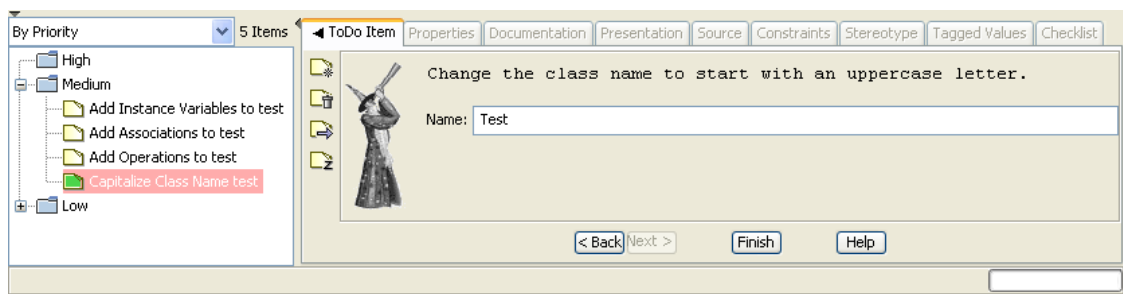 By Priority 5 Items
High
Medium
Add Instance Variables to test
Add Associations to test
Add Operations to test
Capitalize Class Name test
Low
ToDo Item Properties Documentation Presentation Source Constraints Stereotype Tagged Values Checklist
Change the class name to start with an uppercase letter.
Name: Test
< Back Next > Finish Help